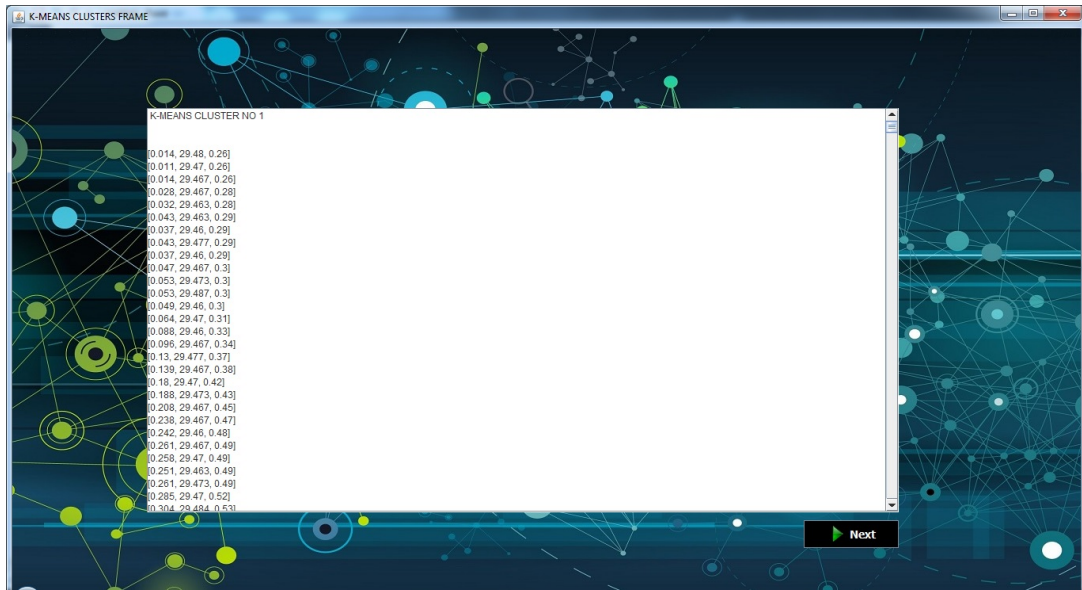 K-MEANS CLUSTERS FRAME
K-MEANS CLUSTER NO 1
[0.014, 29.48, 0.26]
[0.011, 29.47, 0.26]
[0.014, 29.467, 0.26]
[0.028, 29.467, 0.28]
[0.032, 29.463, 0.28]
[0.043, 29.463, 0.29]
[0.037, 29.46, 0.29]
[0.043, 29.477, 0.29]
[0.037, 29.46, 0.29]
[0.047, 29.467, 0.3]
[0.053, 29.473, 0.3]
[0.053, 29.487, 0.3]
[0.049, 29.46, 0.3]
[0.064, 29.47, 0.31]
[0.088, 29.46, 0.33]
[0.096, 29.467, 0.34]
[0.13, 29.477, 0.37]
[0.139, 29.467, 0.38]
[0.18, 29.47, 0.42]
[0.188, 29.473, 0.43]
[0.208, 29.467, 0.45]
[0.238, 29.467, 0.47]
[0.242, 29.46, 0.48]
[0.261, 29.467, 0.49]
[0.258, 29.47, 0.49]
[0.251, 29.463, 0.49]
[0.261, 29.473, 0.49]
[0.285, 29.47, 0.52]
[0.304, 29.484, 0.53]
Next